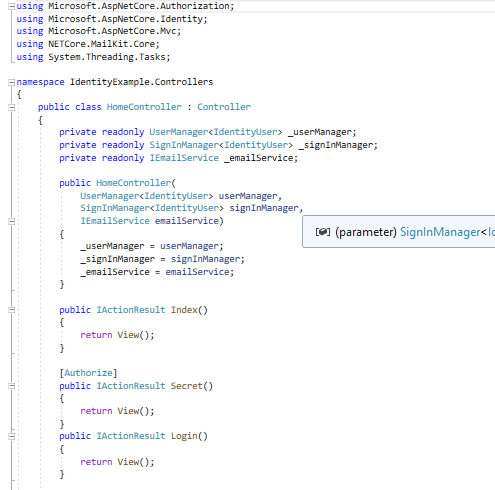 using Microsoft.AspNetCore.Authorization;
using Microsoft.AspNetCore.Identity;
using Microsoft.AspNetCore.Mvc;
using NETCore.MailKit.Core;
using System.Threading.Tasks;
namespace IdentityExample.Controllers
{
public class HomeController : Controller
{
private readonly UserManager<IdentityUser> _userManager;
private readonly SignInManager<IdentityUser> _signInManager;
private readonly IEmailService _emailService;
public HomeController(
UserManager<IdentityUser> userManager,
SignInManager<IdentityUser> signInManager,
IEmailService emailService)
(parameter) SignInManager<Id
{
_userManager = userManager;
_signInManager = signInManager;
_emailService = emailService;
}
public IActionResult Index()
{
return View();
}
[Authorize]
public IActionResult Secret()
{
return View();
}
public IActionResult Login()
{
return View();
}